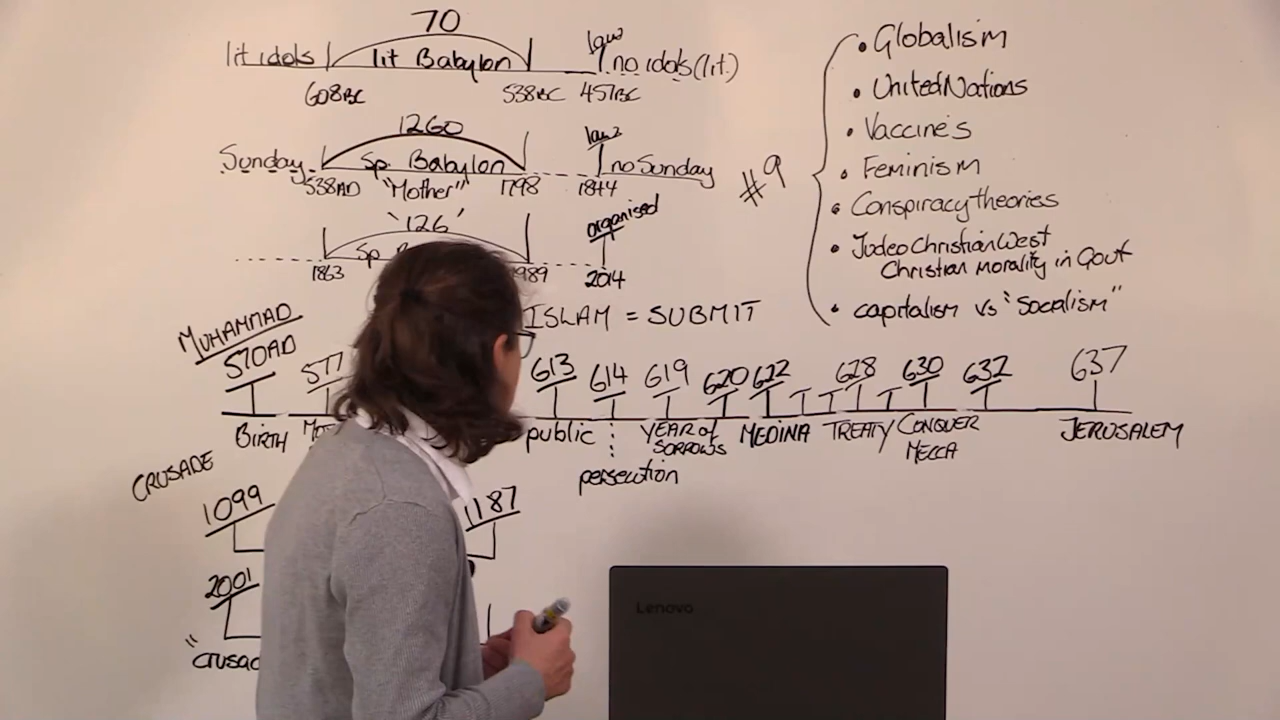 70
lit idols lit Babylon law no idols (lit.)
608BC 538BC 457BC
1260 law
Sunday Sp. Babylon no Sunday
538AD "Mother" 1798 1844
'126' organised
Sp
1863 1989 2014
#9
• Globalism
• United Nations
• Vaccine's
• Feminism
• Conspiracy theories
• Judeo Christian West
Christian morality in Govt
• capitalism vs "Socialism"
ISLAM = SUBMIT
MUHAMMAD
570AD 577 613 614 619 620 622 628 630 632 637
BIRTH public YEAR of SORROWS MEDINA TREATY CONQUER MECCA JERUSALEM
persecution
CRUSADE
1099 1187
2001
Lenovo